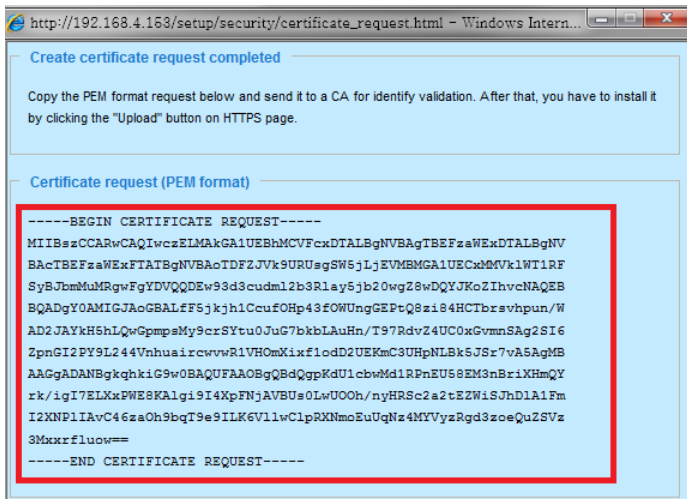 http://192.168.4.153/setup/security/certificate_request.html - Windows Intern...
Create certificate request completed
Copy the PEM format request below and send it to a CA for identify validation. After that, you have to install it
by clicking the "Upload" button on HTTPS page.
Certificate request (PEM format)
-----BEGIN CERTIFICATE REQUEST-----
MIIBszCCARwCAQIwczELMAkGA1UEBhMCVFcxDTALBgNVBAgTBEFzaWExDTALBgNV
BAcTBEFzaWExFTATBgNVBAoTDFZJVk9URUsgSW5jLjEVMBMGA1UECxMMVklWT1RF
SyBJbmMuMRgwFgYDVQQDEw93d3cudml2b3Rlay5jb20wgZ8wDQYJKoZIhvcNAQEB
BQADgY0AMIGJAoGBALfF5jkjh1CcufOHp43fOWUngGEPtQ8zi84HCTbrsvhpun/W
AD2JAYkH5hLQwGpmpsMy9crSYtu0JuG7bkbLAuHn/T97RdvZ4UC0xGvmnSAg2SI6
ZpnGI2PY9L244VnhuaircwvwR1VHOmXixf1odD2UEKmC3UHpNLBk5JSr7vA5AgMB
AAGgADANBgkqhkiG9w0BAQUFAAOBgQBdQgpKdU1cbwMd1RPnEU58EM3nBriXHmQY
rk/igI7ELXxPWE8KAlgi9I4XpFNjAVBUs0LwUOOh/nyHRSc2a2tEZWiSJhDlA1Fm
I2XNPlIAvC46zaOh9bqT9e9ILK6VllwClpRXNmoEuUqNz4MYVyzRgd3zoeQuZSVz
3Mxxrfluow==
-----END CERTIFICATE REQUEST-----